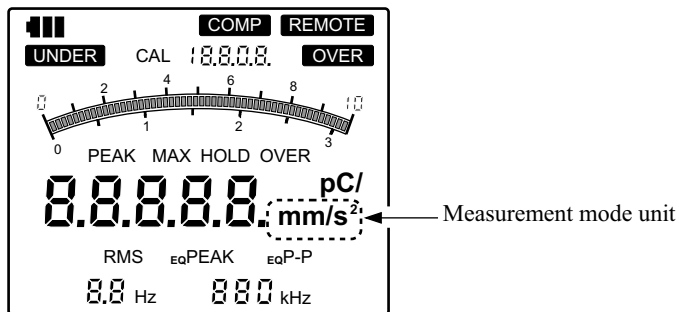 COMP REMOTE
UNDER CAL 18.8.0.8. OVER
2 4 6 8
0 10
0 1 2 3
PEAK MAX HOLD OVER
8.8.8.8.8. pC/
mm/s² Measurement mode unit
RMS EQPEAK EQP-P
8.8 Hz 880 kHz